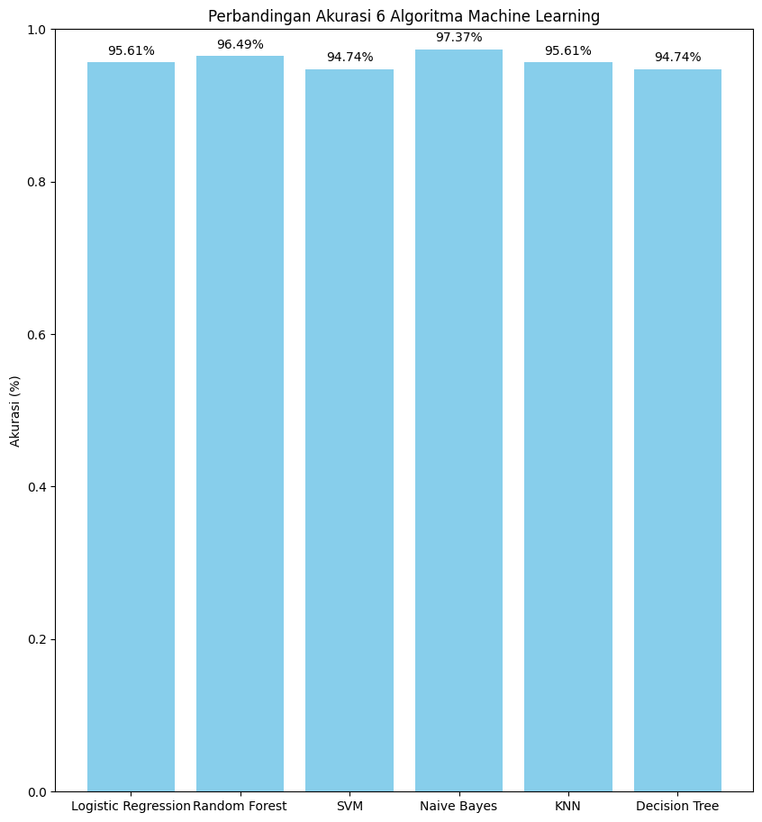 Perbandingan Akurasi 6 Algoritma Machine Learning
1.0
0.8
0.6
0.4
0.2
0.0
Akurasi (%)
95.61%
96.49%
94.74%
97.37%
95.61%
94.74%
Logistic Regression
Random Forest
SVM
Naive Bayes
KNN
Decision Tree